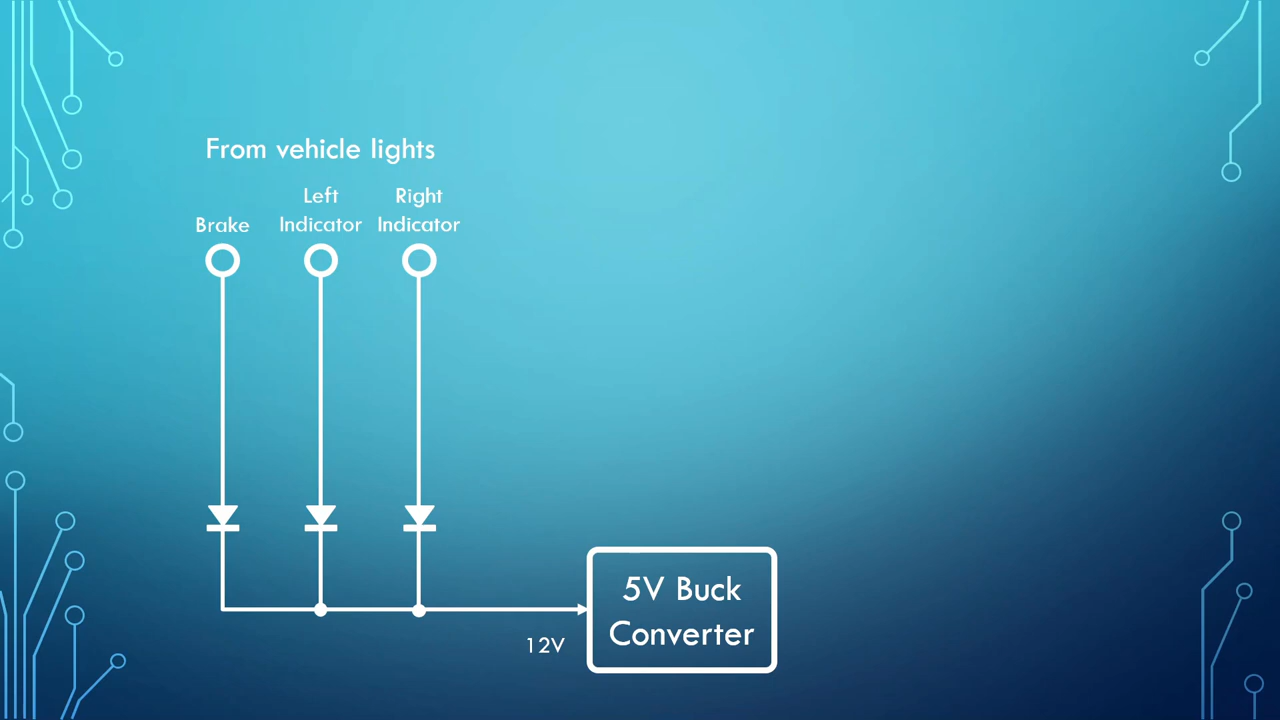 From vehicle lights
Left
Right
Brake
Indicator
Indicator
5V Buck
Converter
12V